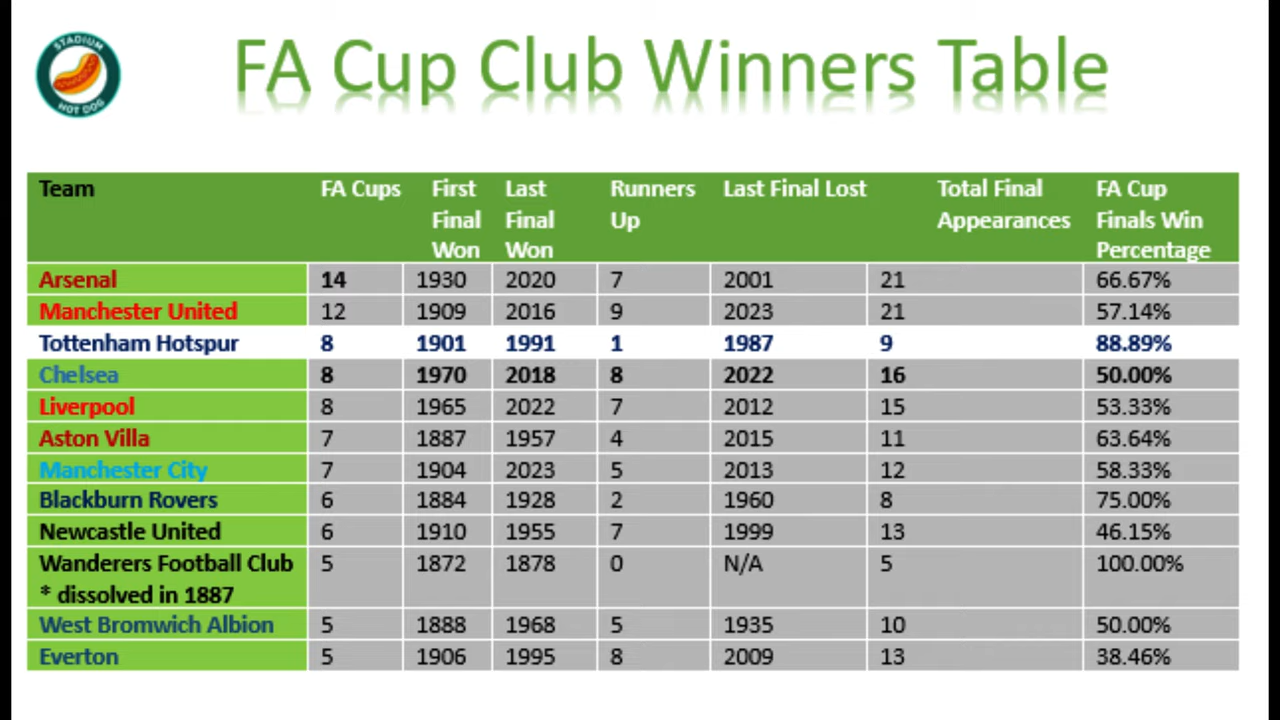 STADIUM
HOT DOG
FA Cup Club Winners Table
Team FA Cups First Final Won Last Final Won Runners Up Last Final Lost Total Final Appearances FA Cup Finals Win Percentage
Arsenal 14 1930 2020 7 2001 21 66.67%
Manchester United 12 1909 2016 9 2023 21 57.14%
Tottenham Hotspur 8 1901 1991 1 1987 9 88.89%
Chelsea 8 1970 2018 8 2022 16 50.00%
Liverpool 8 1965 2022 7 2012 15 53.33%
Aston Villa 7 1887 1957 4 2015 11 63.64%
Manchester City 7 1904 2023 5 2013 12 58.33%
Blackburn Rovers 6 1884 1928 2 1960 8 75.00%
Newcastle United 6 1910 1955 7 1999 13 46.15%
Wanderers Football Club 5 1872 1878 0 N/A 5 100.00%
* dissolved in 1887
West Bromwich Albion 5 1888 1968 5 1935 10 50.00%
Everton 5 1906 1995 8 2009 13 38.46%